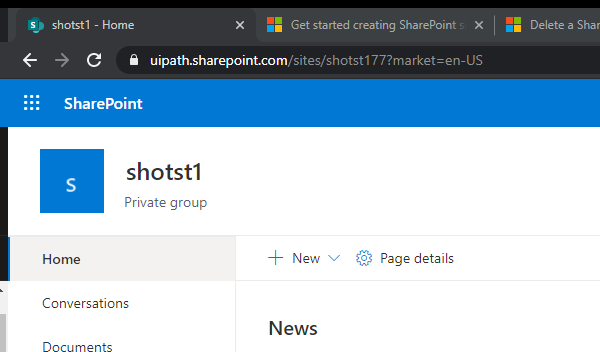 shotst1 - Home
Get started creating SharePoint s
Delete a Shar
uipath.sharepoint.com/sites/shotst177?market=en-US
SharePoint
S
shotst1
Private group
Home
New
Page details
Conversations
News
Documents